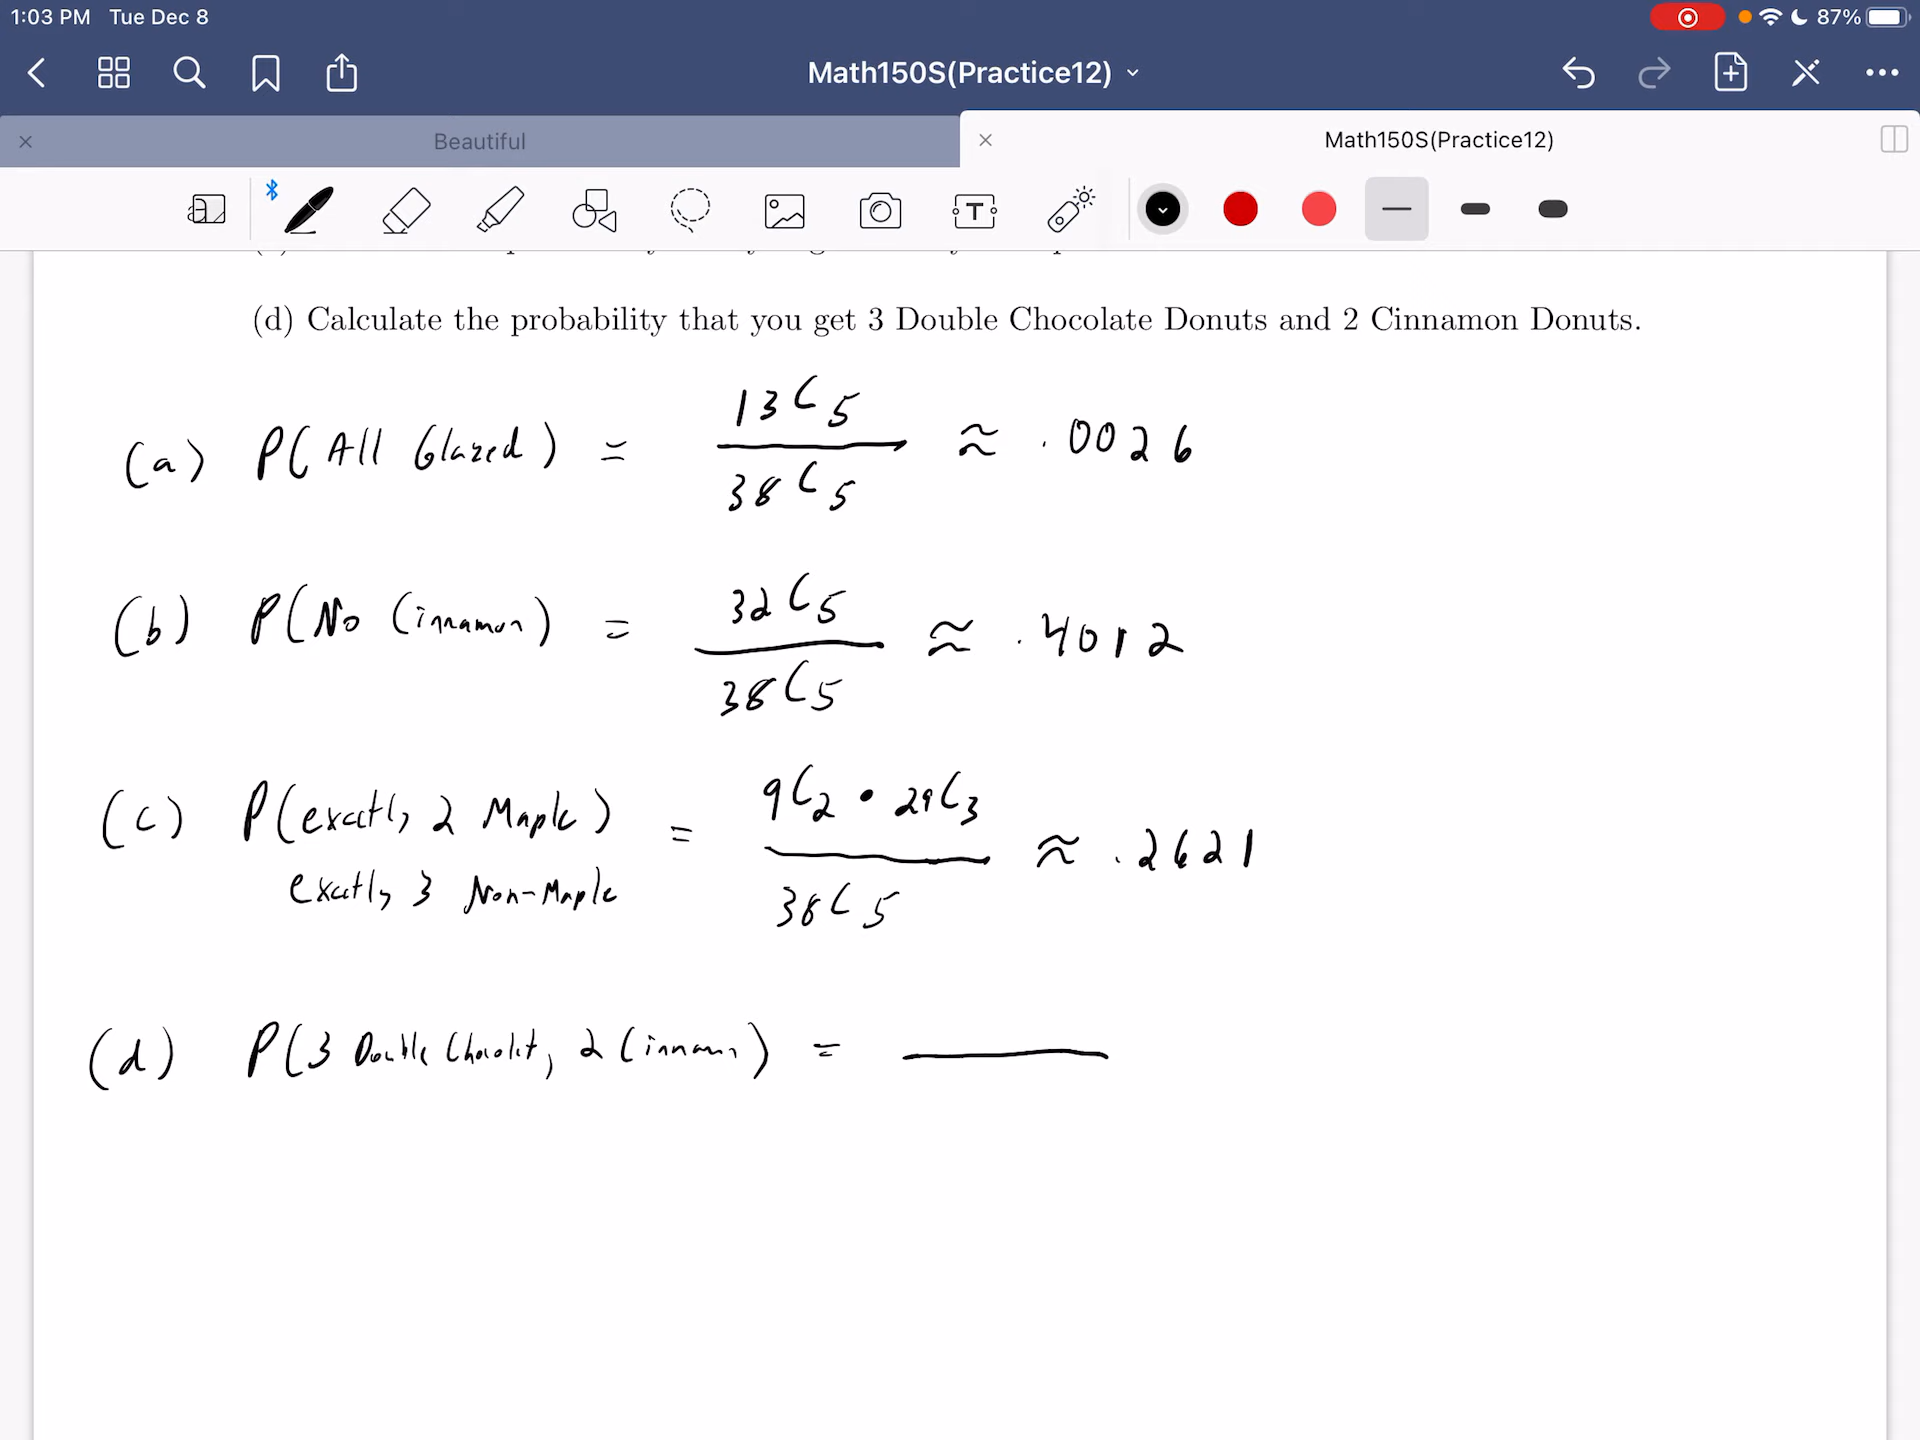 1:03 PM Tue Dec 8 87%
Math150S(Practice12)
Beautiful Math150S(Practice12)
(d) Calculate the probability that you get 3 Double Chocolate Donuts and 2 Cinnamon Donuts.
(a) P(All Glazed) = 13C5 / 38C5 ≈ .0026
(b) P(No Cinnamon) = 32C5 / 38C5 ≈ .4012
(c) P(exactly 2 Maple) = 9C2 • 29C3 / 38C5 ≈ .2621
exactly 3 Non-Maple
(d) P(3 Double Chocolat, 2 Cinnamn) =